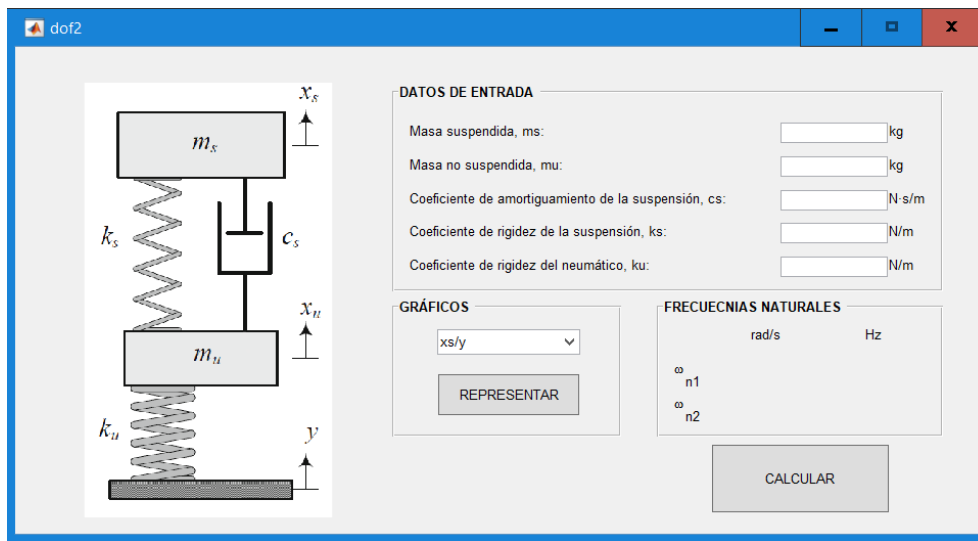 dof2
x_s
m_s
k_s
c_s
x_u
m_u
k_u
y
DATOS DE ENTRADA
Masa suspendida, ms: kg
Masa no suspendida, mu: kg
Coeficiente de amortiguamiento de la suspensión, cs: N·s/m
Coeficiente de rigidez de la suspensión, ks: N/m
Coeficiente de rigidez del neumático, ku: N/m
GRÁFICOS
xs/y
REPRESENTAR
FRECUECNIAS NATURALES
rad/s Hz
ω n1
ω n2
CALCULAR